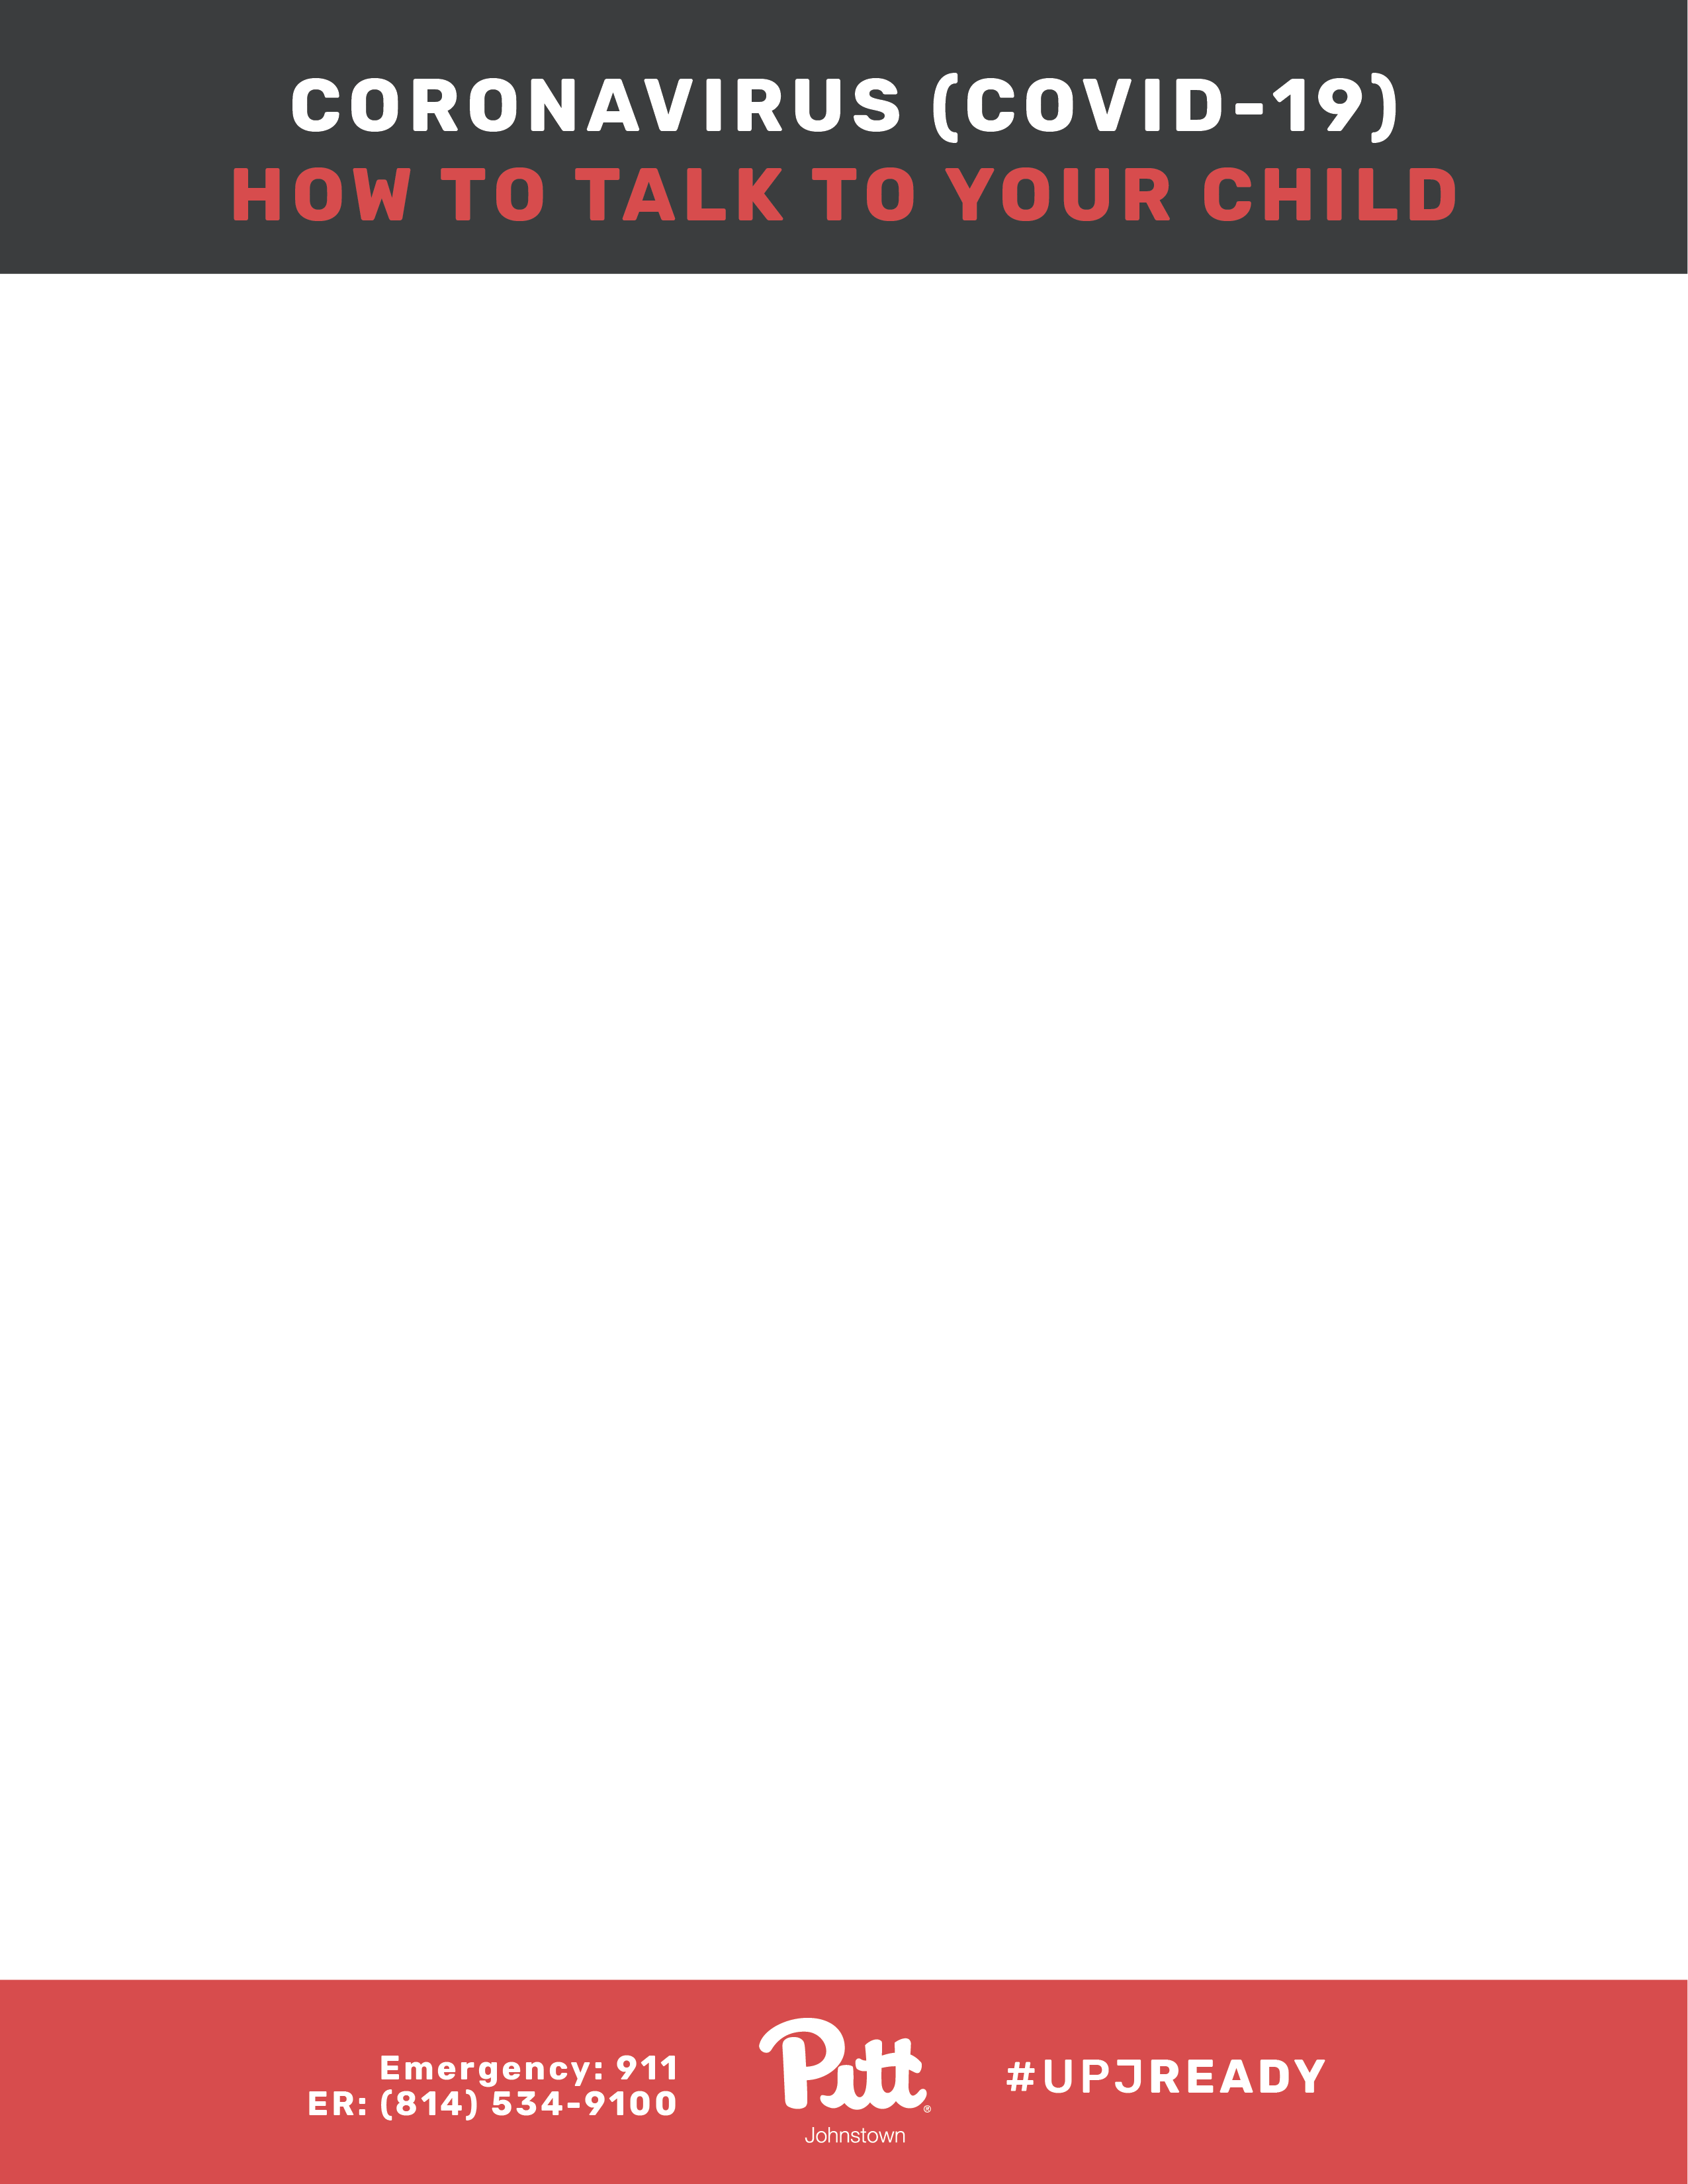 CORONAVIRUS (COVID-19)
HOW TO TALK TO YOUR CHILD
Emergency: 911
ER: (814) 534-9100
Pitt
®
Johnstown
#UPJREADY